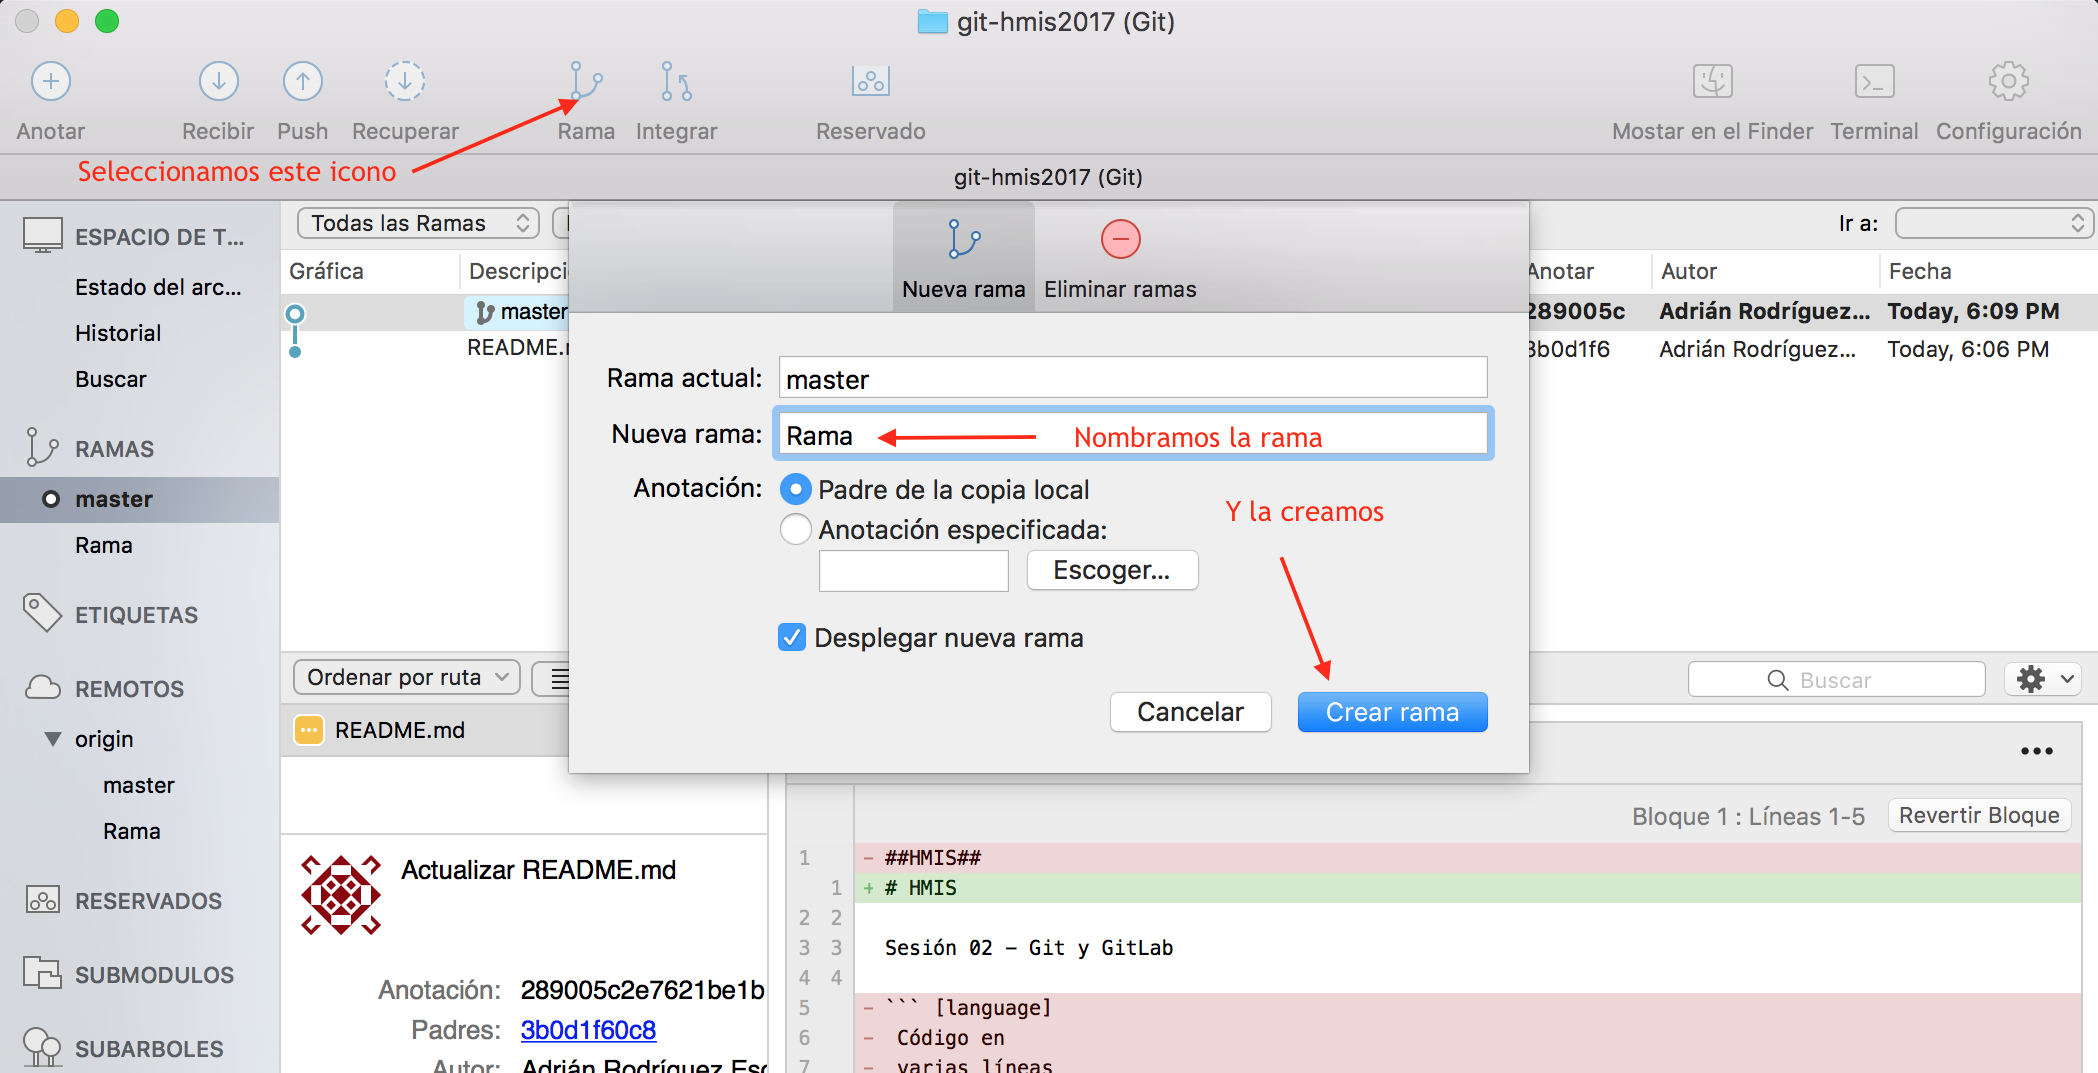 git-hmis2017 (Git)
Anotar
Recibir
Push
Recuperar
Rama
Integrar
Reservado
Mostar en el Finder
Terminal
Configuración
Seleccionamos este icono
git-hmis2017 (Git)
ESPACIO DE T...
Estado del arc...
Historial
Buscar
RAMAS
master
Rama
ETIQUETAS
REMOTOS
origin
master
Rama
RESERVADOS
SUBMODULOS
SUBARBOLES
Todas las Ramas
Ir a:
Gráfica
Descripci
Anotar
Autor
Fecha
master
289005c
Adrián Rodríguez...
Today, 6:09 PM
README.
3b0d1f6
Adrián Rodríguez...
Today, 6:06 PM
Nueva rama
Eliminar ramas
Rama actual:
master
Nueva rama:
Rama
Nombramos la rama
Anotación:
Padre de la copia local
Anotación especificada:
Escoger...
Y la creamos
Desplegar nueva rama
Cancelar
Crear rama
Ordenar por ruta
Buscar
README.md
Actualizar README.md
Anotación: 289005c2e7621be1b
Padres: 3b0d1f60c8
Autor: Adrián Rodríguez Esc
Bloque 1 : Líneas 1-5
Revertir Bloque
1 - ##HMIS##
1 + # HMIS
2 2
3 3 Sesión 02 - Git y GitLab
4 4
5 - ``` [language]
6 - Código en
7 - varias líneas